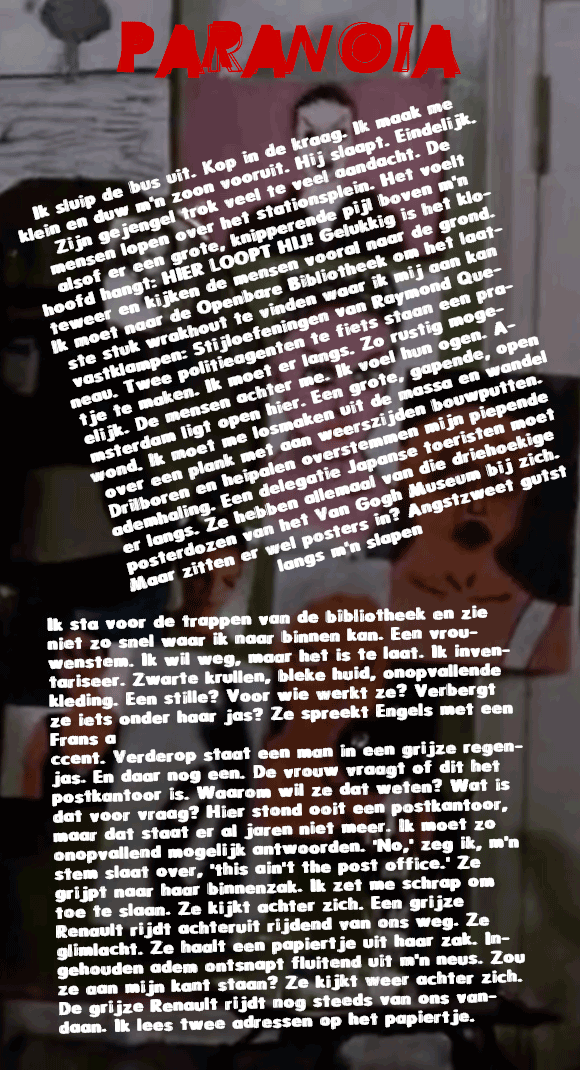 PARANOIA
Ik sluip de bus uit. Kop in de kraag. Ik maak me
klein en duw m'n zoon vooruit. Hij slaapt. Eindelijk.
Zijn gejengel trok veel te veel aandacht. De
mensen lopen over het stationsplein. Het voelt
alsof er een grote, knipperende pijl boven m'n
hoofd hangt: HIER LOOPT HIJ! Gelukkig is het klo-
teweer en kijken de mensen vooral naar de grond.
Ik moet naar de Openbare Bibliotheek om het laat-
ste stuk wrakhout te vinden waar ik mij aan kan
vastklampen: Stijloefeningen van Raymond Que-
neau. Twee politieagenten te fiets staan een pra-
tje te maken. Ik moet er langs. Zo rustig moge-
elijk. De mensen achter me. Ik voel hun ogen. A-
msterdam ligt open hier. Een grote, gapende, open
wond. Ik moet me losmaken uit de massa en wandel
over een plank met aan weerszijden bouwputten.
Drilboren en heipalen overstemmen mijn piepende
ademhaling. Een delegatie Japanse toeristen moet
er langs. Ze hebben allemaal van die driehoekige
posterdozen van het Van Gogh Museum bij zich.
Maar zitten er wel posters in? Angstzweet gutst
langs m'n slapen
Ik sta voor de trappen van de bibliotheek en zie
niet zo snel waar ik naar binnen kan. Een vrou-
wenstem. Ik wil weg, maar het is te laat. Ik inven-
tariseer. Zwarte krullen, bleke huid, onopvallende
kleding. Een stille? Voor wie werkt ze? Verbergt
ze iets onder haar jas? Ze spreekt Engels met een
Frans a
ccent. Verderop staat een man in een grijze regen-
jas. En daar nog een. De vrouw vraagt of dit het
postkantoor is. Waarom wil ze dat weten? Wat is
dat voor vraag? Hier stond ooit een postkantoor,
maar dat staat er al jaren niet meer. Ik moet zo
onopvallend mogelijk antwoorden. 'No,' zeg ik, m'n
stem slaat over, 'this ain't the post office.' Ze
grijpt naar haar binnenzak. Ik zet me schrap om
toe te slaan. Ze kijkt achter zich. Een grijze
Renault rijdt achteruit rijdend van ons weg. Ze
glimlacht. Ze haalt een papiertje uit haar zak. In-
gehouden adem ontsnapt fluitend uit m'n neus. Zou
ze aan mijn kant staan? Ze kijkt weer achter zich.
De grijze Renault rijdt nog steeds van ons van-
daan. Ik lees twee adressen op het papiertje.